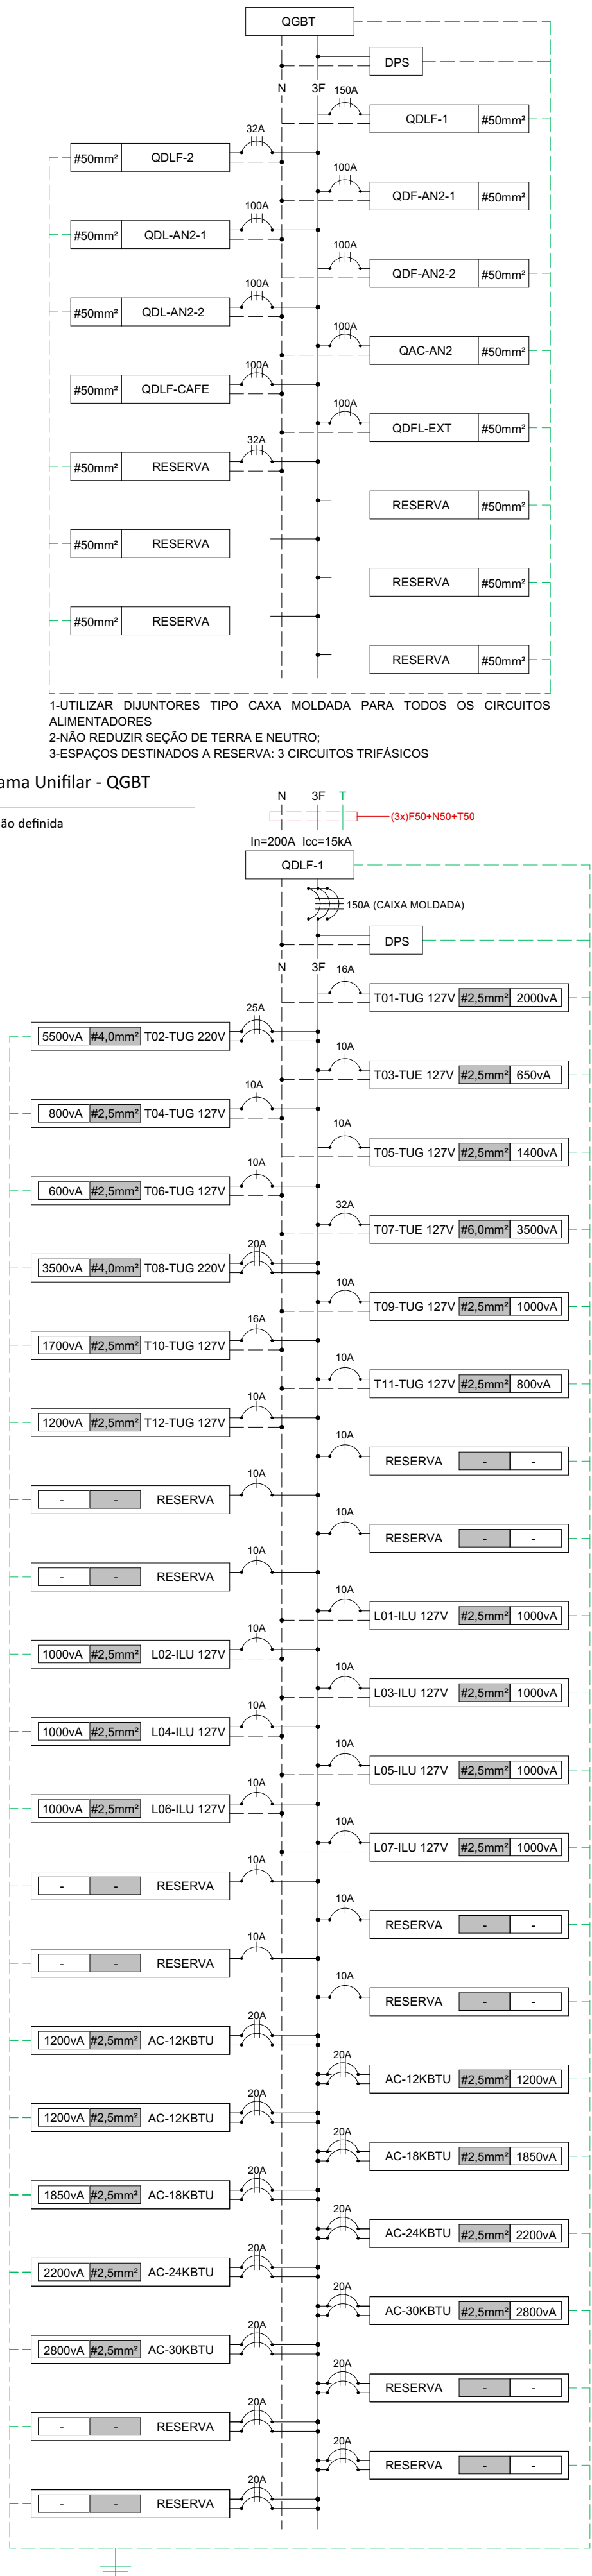 QGBT
DPS
N 3F 150A
QDLF-1 #50mm²
32A
#50mm² QDLF-2
100A
QDF-AN2-1 #50mm²
100A
#50mm² QDL-AN2-1
100A
QDF-AN2-2 #50mm²
100A
#50mm² QDL-AN2-2
100A
QAC-AN2 #50mm²
100A
#50mm² QDLF-CAFE
100A
QDFL-EXT #50mm²
32A
#50mm² RESERVA
RESERVA #50mm²
#50mm² RESERVA
RESERVA #50mm²
#50mm² RESERVA
RESERVA #50mm²
1-UTILIZAR DIJUNTORES TIPO CAXA MOLDADA PARA TODOS OS CIRCUITOS
ALIMENTADORES
2-NÃO REDUZIR SEÇÃO DE TERRA E NEUTRO;
3-ESPAÇOS DESTINADOS A RESERVA: 3 CIRCUITOS TRIFÁSICOS
ama Unifilar - QGBT
ão definida
N 3F T
(3x)F50+N50+T50
In=200A Icc=15kA
QDLF-1
150A (CAIXA MOLDADA)
DPS
N 3F 16A
T01-TUG 127V #2,5mm² 2000vA
25A
5500vA #4,0mm² T02-TUG 220V
10A
T03-TUE 127V #2,5mm² 650vA
10A
800vA #2,5mm² T04-TUG 127V
10A
T05-TUG 127V #2,5mm² 1400vA
10A
600vA #2,5mm² T06-TUG 127V
32A
T07-TUE 127V #6,0mm² 3500vA
20A
3500vA #4,0mm² T08-TUG 220V
10A
T09-TUG 127V #2,5mm² 1000vA
16A
1700vA #2,5mm² T10-TUG 127V
10A
T11-TUG 127V #2,5mm² 800vA
10A
1200vA #2,5mm² T12-TUG 127V
10A
RESERVA - -
10A
- - RESERVA
10A
RESERVA - -
10A
- - RESERVA
10A
L01-ILU 127V #2,5mm² 1000vA
10A
1000vA #2,5mm² L02-ILU 127V
10A
L03-ILU 127V #2,5mm² 1000vA
10A
1000vA #2,5mm² L04-ILU 127V
10A
L05-ILU 127V #2,5mm² 1000vA
10A
1000vA #2,5mm² L06-ILU 127V
10A
L07-ILU 127V #2,5mm² 1000vA
10A
- - RESERVA
10A
RESERVA - -
10A
- - RESERVA
10A
RESERVA - -
20A
1200vA #2,5mm² AC-12KBTU
20A
AC-12KBTU #2,5mm² 1200vA
20A
1200vA #2,5mm² AC-12KBTU
20A
AC-18KBTU #2,5mm² 1850vA
20A
1850vA #2,5mm² AC-18KBTU
20A
AC-24KBTU #2,5mm² 2200vA
20A
2200vA #2,5mm² AC-24KBTU
20A
AC-30KBTU #2,5mm² 2800vA
20A
2800vA #2,5mm² AC-30KBTU
20A
RESERVA - -
20A
- - RESERVA
20A
RESERVA - -
20A
- - RESERVA